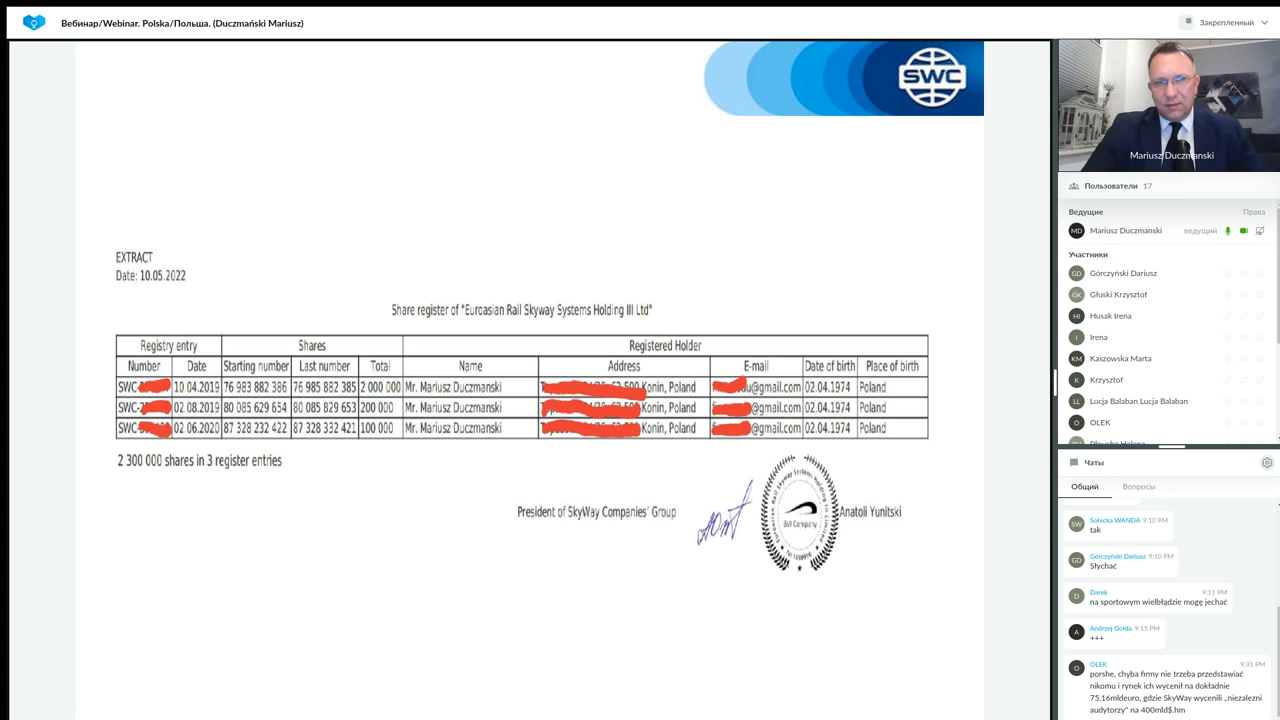 Вебинар/Webinar. Polska/Польша. (Duczmański Mariusz)
Закрепленный
SWC
Mariusz Duczmanski
EXTRACT
Date: 10.05.2022
Share register of "Euroasian Rail Skyway Systems Holding III Ltd"
Registry entry Shares Registered Holder
Number Date Starting number Last number Total Name Address E-mail Date of birth Place of birth
SWC- 10.04.2019 76 983 882 386 76 985 882 385 2 000 000 Mr. Mariusz Duczmanski Konin, Poland u@gmail.com 02.04.1974 Poland
SWC- 02.08.2019 80 085 629 654 80 085 829 653 200 000 Mr. Mariusz Duczmanski Konin, Poland @gmail.com 02.04.1974 Poland
SWC- 02.06.2020 87 328 232 422 87 328 332 421 100 000 Mr. Mariusz Duczmanski Konin, Poland @gmail.com 02.04.1974 Poland
2 300 000 shares in 3 register entries
President of SkyWay Companies' Group
BVI Company
Anatoli Yunitski
Пользователи 17
Ведущие Права
MD Mariusz Duczmanski ведущий
Участники
GD Górczyński Dariusz
GK Głuski Krzysztof
HI Husak Irena
I Irena
KM Kaszowska Marta
K Krzysztof
LL Lucja Balaban Lucja Balaban
O OLEK
Чаты
Общий Вопросы
SW Sołecka WANDA 9:10 PM
tak
GD Górczyński Dariusz 9:10 PM
Słychać
D Darek 9:11 PM
na sportowym wielbłądzie mogę jechać
A Andrzej Gołda 9:15 PM
+++
O OLEK 9:31 PM
porshe, chyba firmy nie trzeba przedstawiać
nikomu i rynek ich wycenił na dokładnie
75.16mldeuro, gdzie SkyWay wycenili ,,niezalezni
audytorzy" na 400mld$.hm